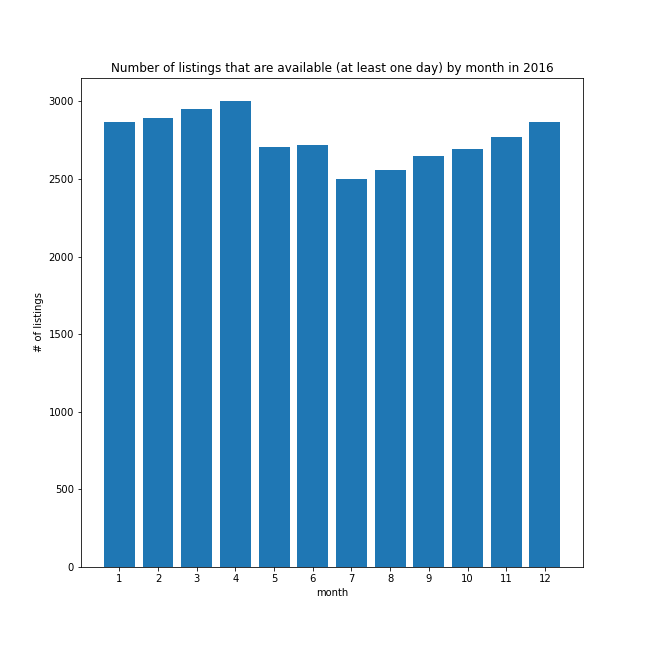 Number of listings that are available (at least one day) by month in 2016
3000
2500
2000
1500
1000
500
0
# of listings
1 2 3 4 5 6 7 8 9 10 11 12
month